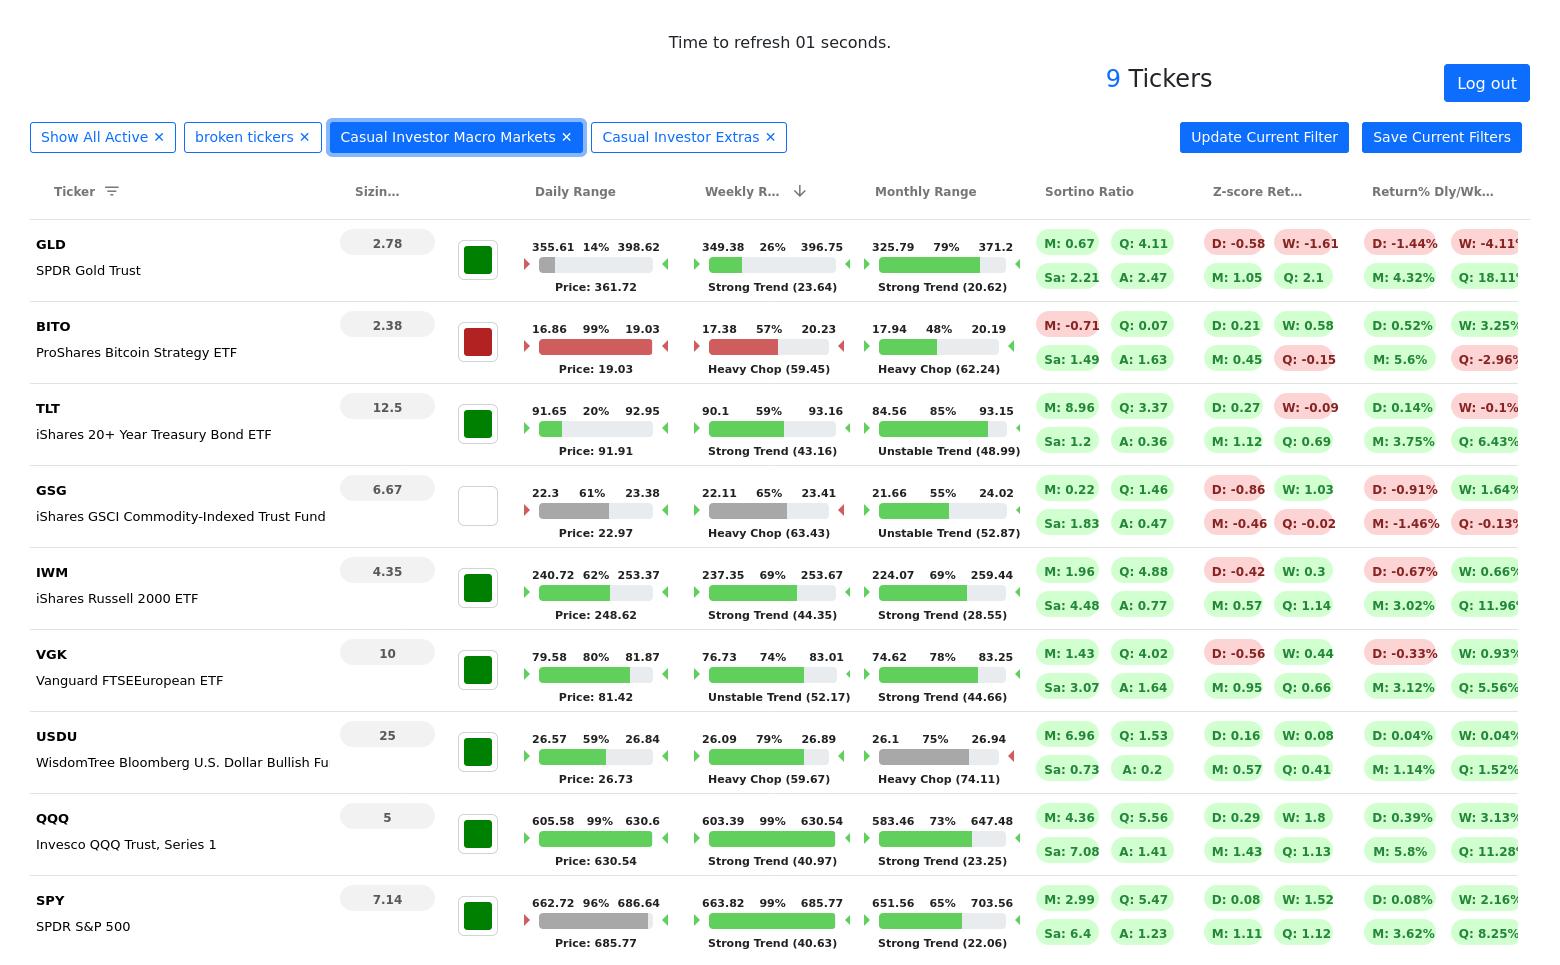 Time to refresh 01 seconds.
9 Tickers
Log out
Show All Active ✕ broken tickers ✕ Casual Investor Macro Markets ✕ Casual Investor Extras ✕ Update Current Filter Save Current Filters
Ticker Sizin... Daily Range Weekly R... Monthly Range Sortino Ratio Z-score Ret... Return% Dly/Wk...
GLD 2.78 355.61 14% 398.62 349.38 26% 396.75 325.79 79% 371.2 M: 0.67 Q: 4.11 D: -0.58 W: -1.61 D: -1.44% W: -4.11%
SPDR Gold Trust Price: 361.72 Strong Trend (23.64) Strong Trend (20.62) Sa: 2.21 A: 2.47 M: 1.05 Q: 2.1 M: 4.32% Q: 18.11%
BITO 2.38 16.86 99% 19.03 17.38 57% 20.23 17.94 48% 20.19 M: -0.71 Q: 0.07 D: 0.21 W: 0.58 D: 0.52% W: 3.25%
ProShares Bitcoin Strategy ETF Price: 19.03 Heavy Chop (59.45) Heavy Chop (62.24) Sa: 1.49 A: 1.63 M: 0.45 Q: -0.15 M: 5.6% Q: -2.96%
TLT 12.5 91.65 20% 92.95 90.1 59% 93.16 84.56 85% 93.15 M: 8.96 Q: 3.37 D: 0.27 W: -0.09 D: 0.14% W: -0.1%
iShares 20+ Year Treasury Bond ETF Price: 91.91 Strong Trend (43.16) Unstable Trend (48.99) Sa: 1.2 A: 0.36 M: 1.12 Q: 0.69 M: 3.75% Q: 6.43%
GSG 6.67 22.3 61% 23.38 22.11 65% 23.41 21.66 55% 24.02 M: 0.22 Q: 1.46 D: -0.86 W: 1.03 D: -0.91% W: 1.64%
iShares GSCI Commodity-Indexed Trust Fund Price: 22.97 Heavy Chop (63.43) Unstable Trend (52.87) Sa: 1.83 A: 0.47 M: -0.46 Q: -0.02 M: -1.46% Q: -0.13%
IWM 4.35 240.72 62% 253.37 237.35 69% 253.67 224.07 69% 259.44 M: 1.96 Q: 4.88 D: -0.42 W: 0.3 D: -0.67% W: 0.66%
iShares Russell 2000 ETF Price: 248.62 Strong Trend (44.35) Strong Trend (28.55) Sa: 4.48 A: 0.77 M: 0.57 Q: 1.14 M: 3.02% Q: 11.96%
VGK 10 79.58 80% 81.87 76.73 74% 83.01 74.62 78% 83.25 M: 1.43 Q: 4.02 D: -0.56 W: 0.44 D: -0.33% W: 0.93%
Vanguard FTSEEuropean ETF Price: 81.42 Unstable Trend (52.17) Strong Trend (44.66) Sa: 3.07 A: 1.64 M: 0.95 Q: 0.66 M: 3.12% Q: 5.56%
USDU 25 26.57 59% 26.84 26.09 79% 26.89 26.1 75% 26.94 M: 6.96 Q: 1.53 D: 0.16 W: 0.08 D: 0.04% W: 0.04%
WisdomTree Bloomberg U.S. Dollar Bullish Fu Price: 26.73 Heavy Chop (59.67) Heavy Chop (74.11) Sa: 0.73 A: 0.2 M: 0.57 Q: 0.41 M: 1.14% Q: 1.52%
QQQ 5 605.58 99% 630.6 603.39 99% 630.54 583.46 73% 647.48 M: 4.36 Q: 5.56 D: 0.29 W: 1.8 D: 0.39% W: 3.13%
Invesco QQQ Trust, Series 1 Price: 630.54 Strong Trend (40.97) Strong Trend (23.25) Sa: 7.08 A: 1.41 M: 1.43 Q: 1.13 M: 5.8% Q: 11.28%
SPY 7.14 662.72 96% 686.64 663.82 99% 685.77 651.56 65% 703.56 M: 2.99 Q: 5.47 D: 0.08 W: 1.52 D: 0.08% W: 2.16%
SPDR S&P 500 Price: 685.77 Strong Trend (40.63) Strong Trend (22.06) Sa: 6.4 A: 1.23 M: 1.11 Q: 1.12 M: 3.62% Q: 8.25%